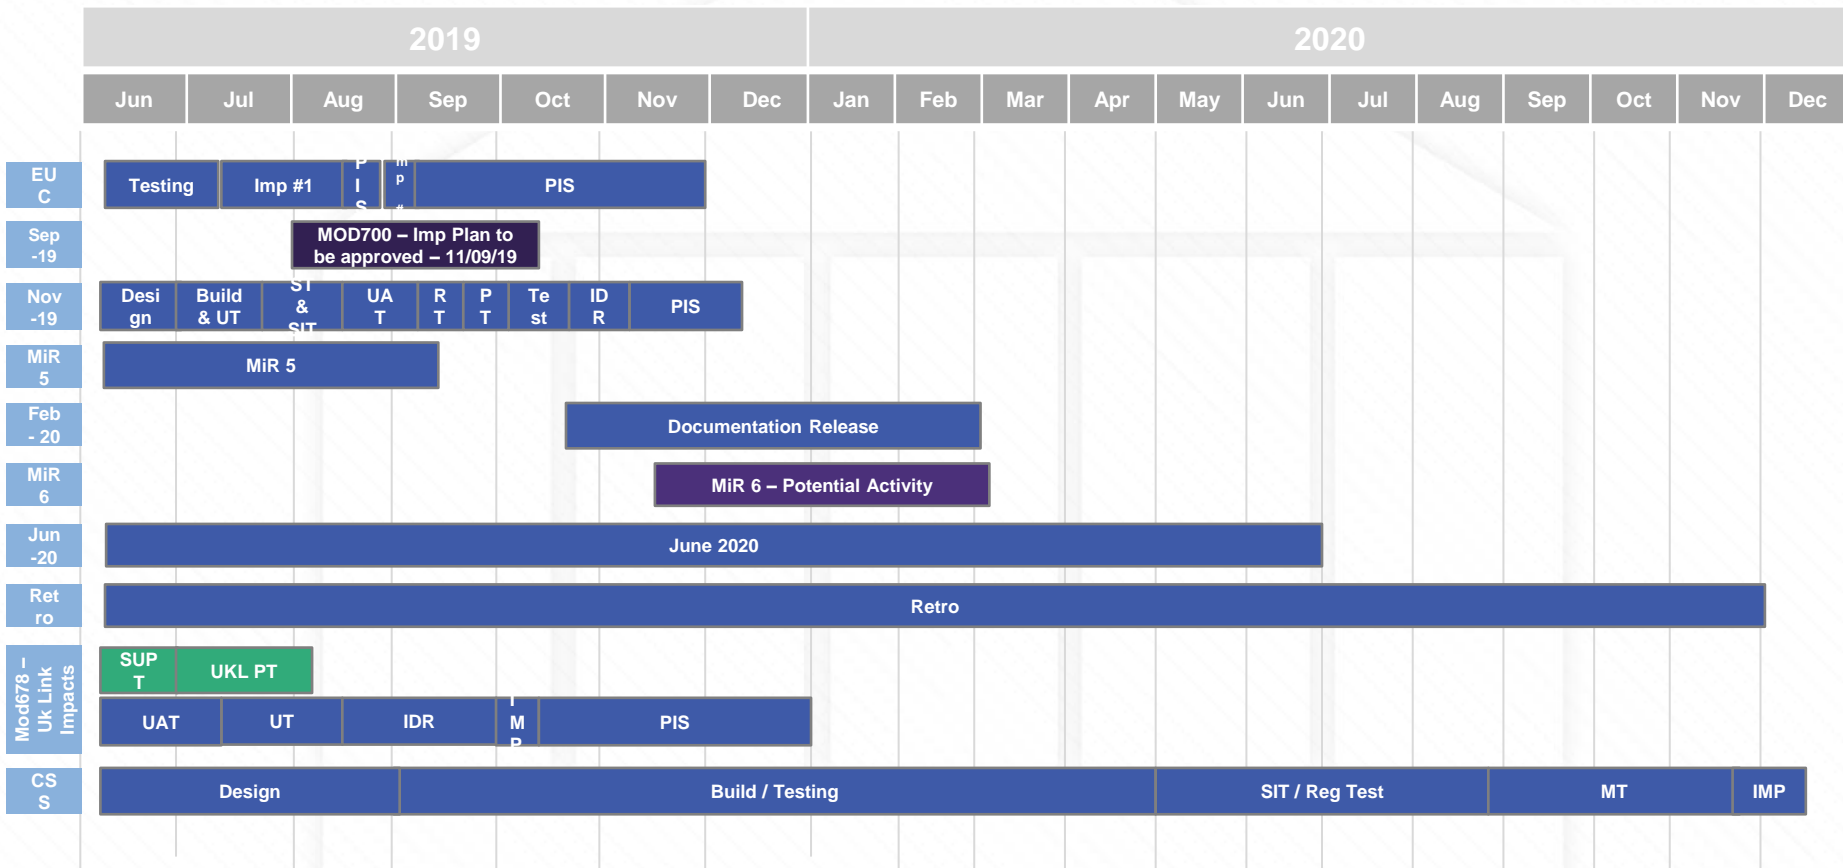 2019
2020
Jun Jul Aug Sep Oct Nov Dec Jan Feb Mar Apr May Jun Jul Aug Sep Oct Nov Dec
EU
C
Testing
Imp #1
P
I
S
m
p
#
PIS
Sep
-19
MOD700 – Imp Plan to
be approved – 11/09/19
Nov
-19
Desi
gn
Build
& UT
ST
&
SIT
UA
T
R
T
P
T
Te
st
ID
R
PIS
MiR
5
MiR 5
Feb
- 20
Documentation Release
MiR
6
MiR 6 – Potential Activity
Jun
-20
June 2020
Ret
ro
Retro
Mod678 –
Uk Link
Impacts
SUP
T
UKL PT
UAT
UT
IDR
I
M
P
PIS
CS
S
Design
Build / Testing
SIT / Reg Test
MT
IMP